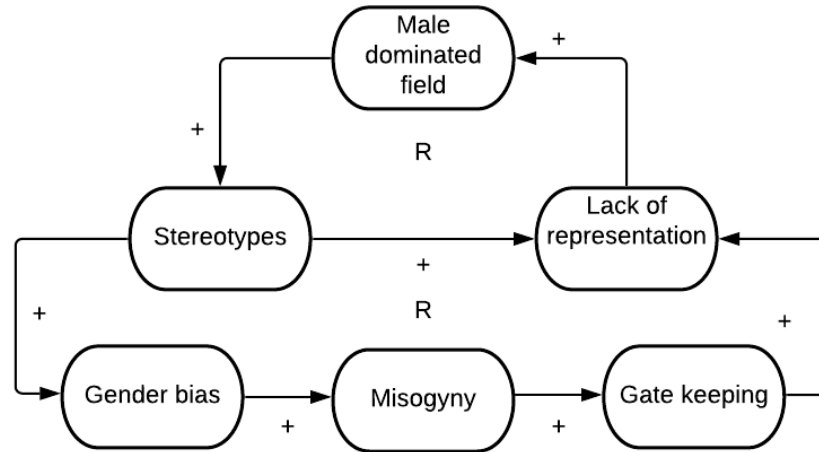 Male
dominated
field
+
+
R
Stereotypes
Lack of
representation
+
R
+
+
Gender bias
Misogyny
Gate keeping
+
+